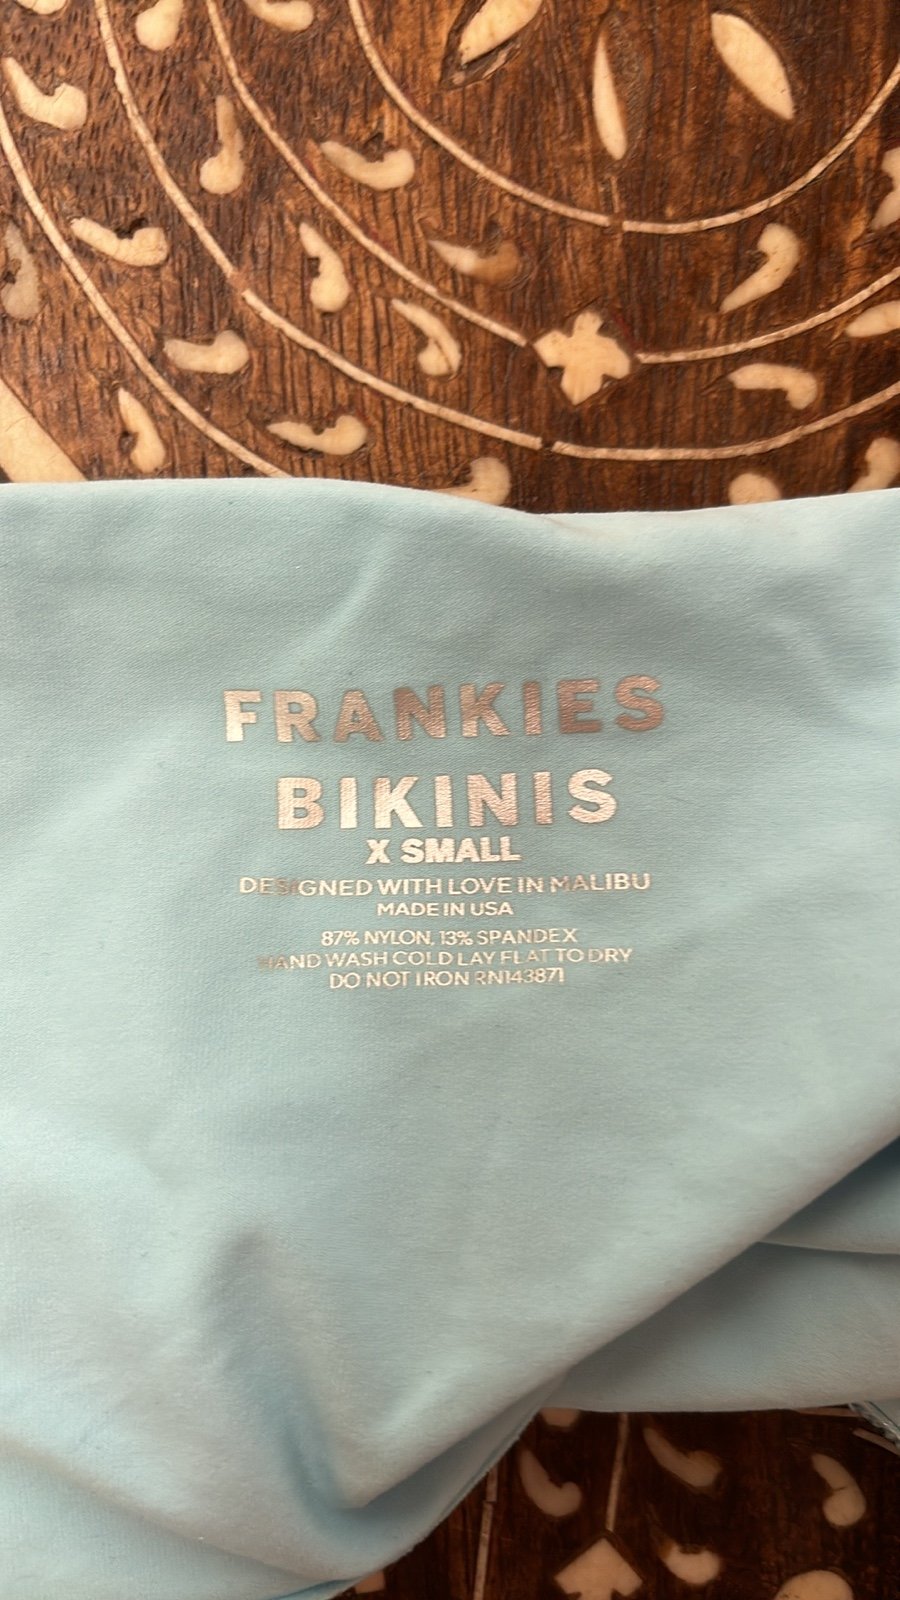 FRANKIES
BIKINIS
X SMALL
DESIGNED WITH LOVE IN MALIBU
MADE IN USA
87% NYLON, 13% SPANDEX
HAND WASH COLD LAY FLAT TO DRY
DO NOT IRON RN143871